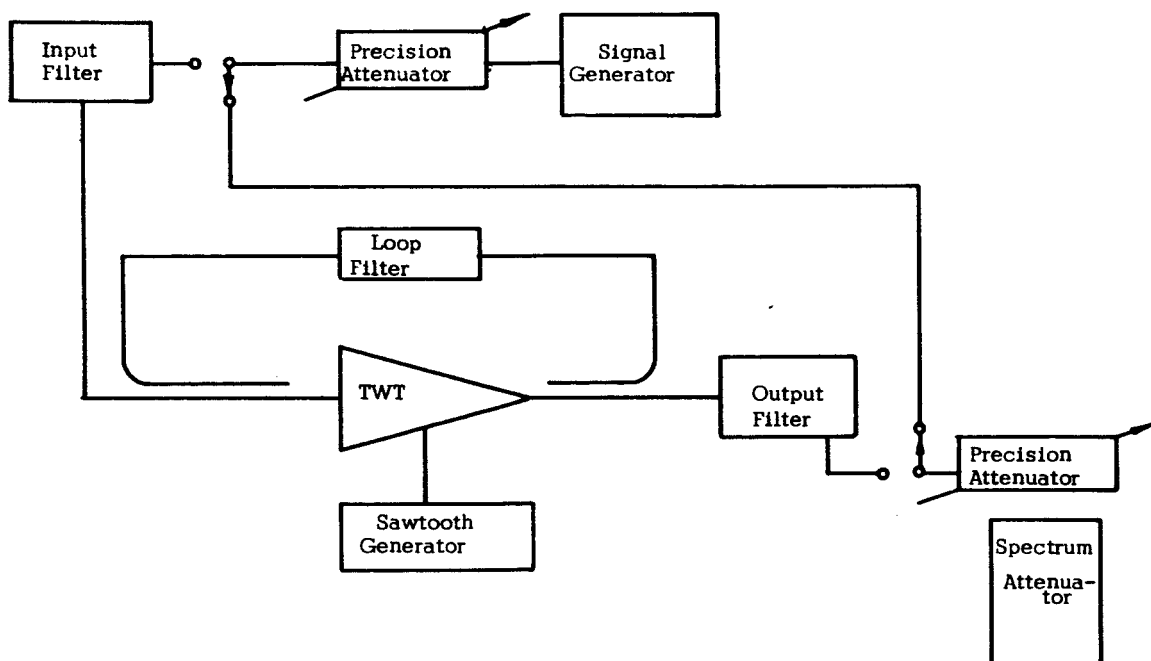 Input
Filter
Precision
Attenuator
Signal
Generator
Loop
Filter
TWT
Output
Filter
Precision
Attenuator
Sawtooth
Generator
Spectrum
Attenua-
tor